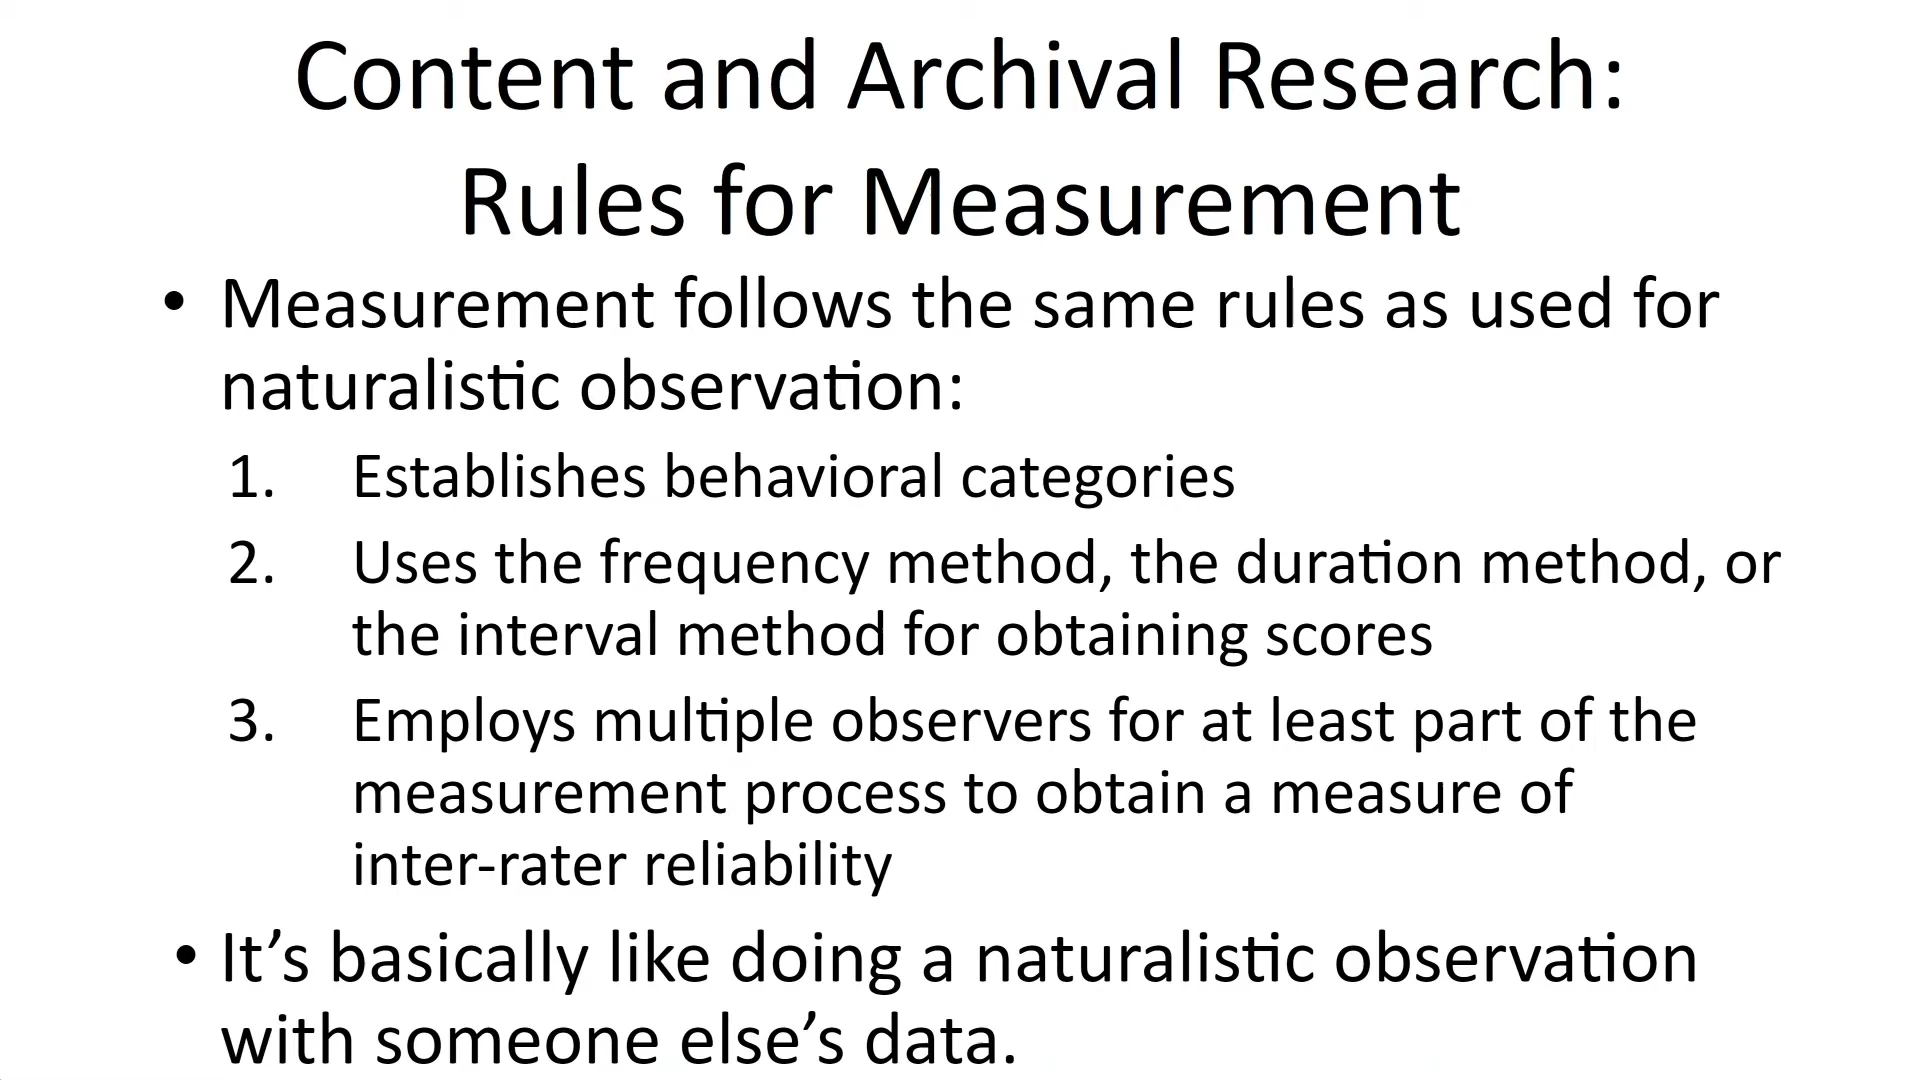 Content and Archival Research:
Rules for Measurement
• Measurement follows the same rules as used for
naturalistic observation:
1. Establishes behavioral categories
2. Uses the frequency method, the duration method, or
the interval method for obtaining scores
3. Employs multiple observers for at least part of the
measurement process to obtain a measure of
inter-rater reliability
• It’s basically like doing a naturalistic observation
with someone else’s data.